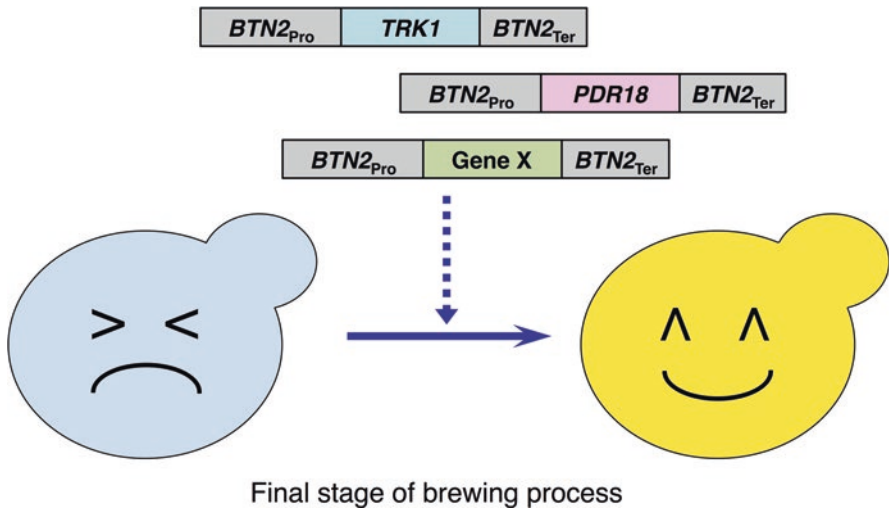 BTN2Pro TRK1 BTN2Ter
BTN2Pro PDR18 BTN2Ter
BTN2Pro Gene X BTN2Ter
> < Λ Λ
Final stage of brewing process